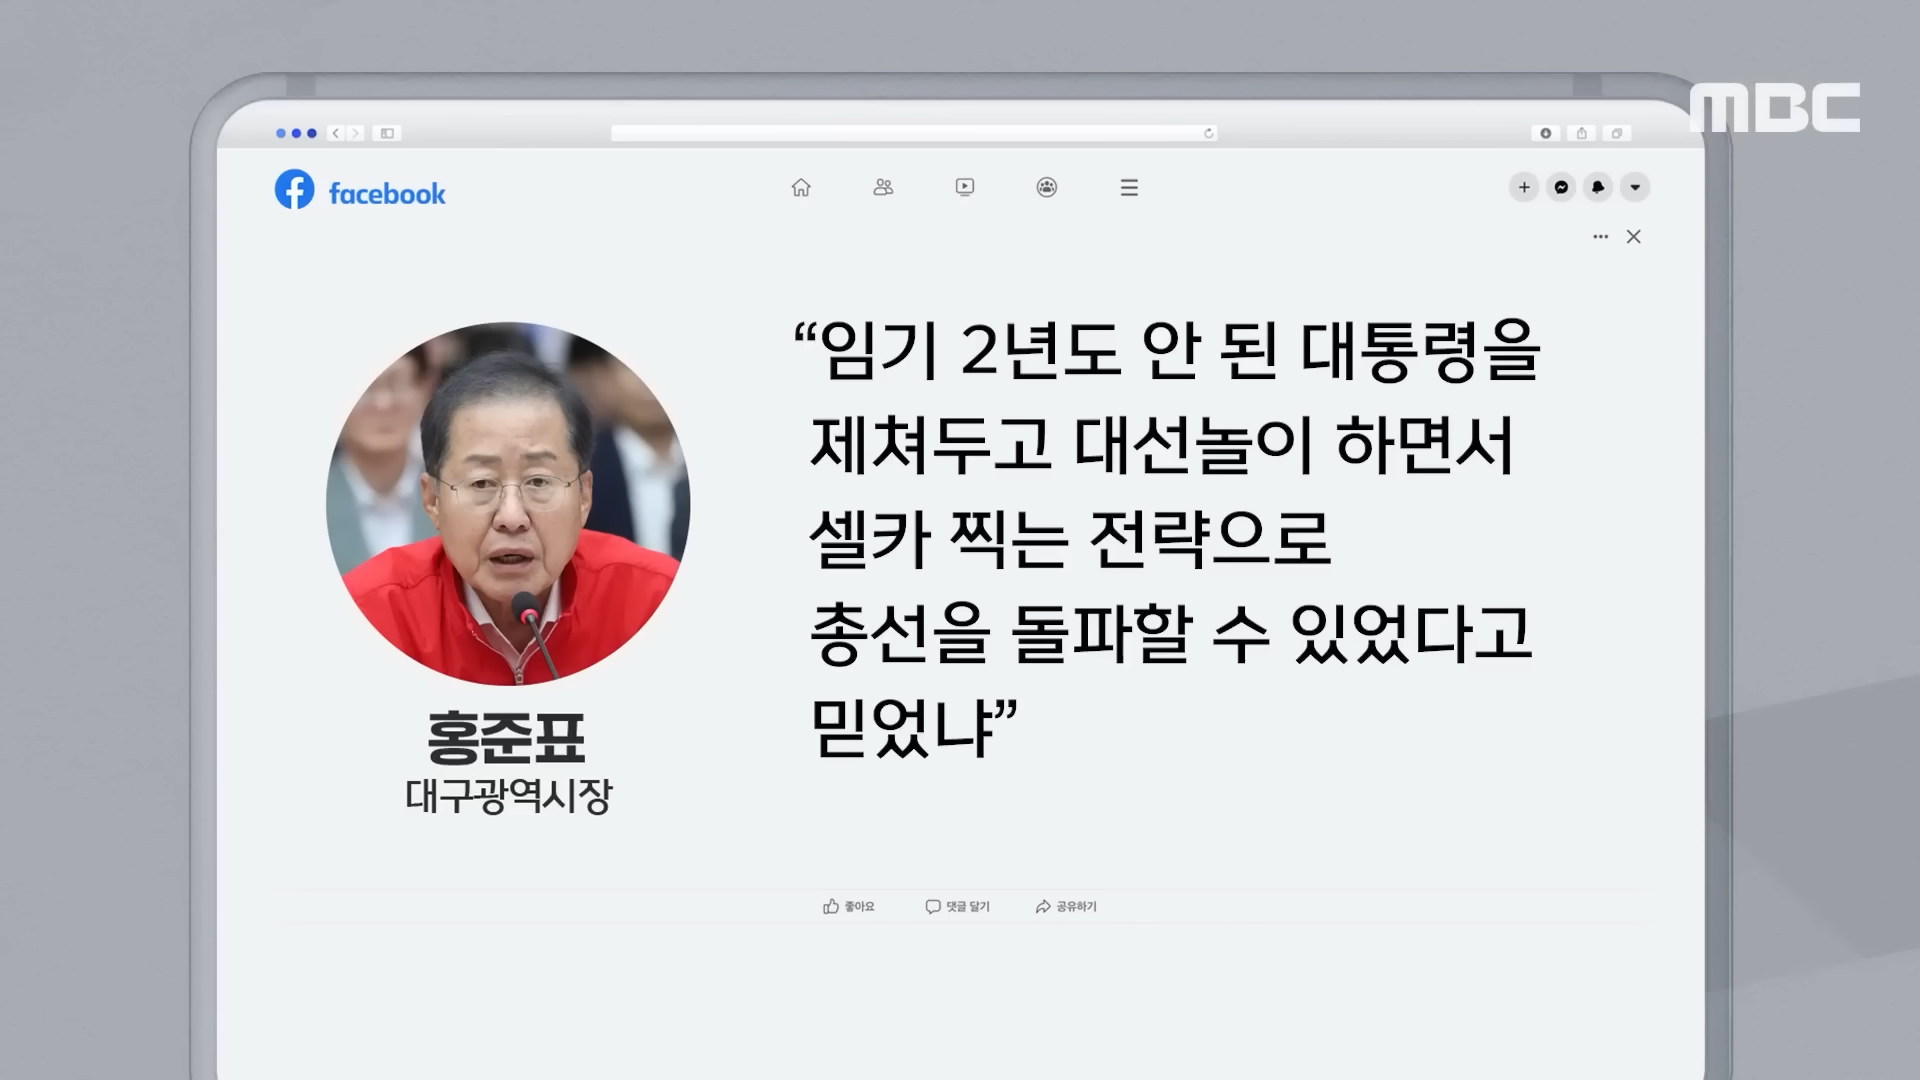 MBC
facebook
“임기 2년도 안 된 대통령을
제쳐두고 대선놀이 하면서
셀카 찍는 전략으로
총선을 돌파할 수 있었다고
믿었냐”
홍준표
대구광역시장
좋아요 댓글 달기 공유하기